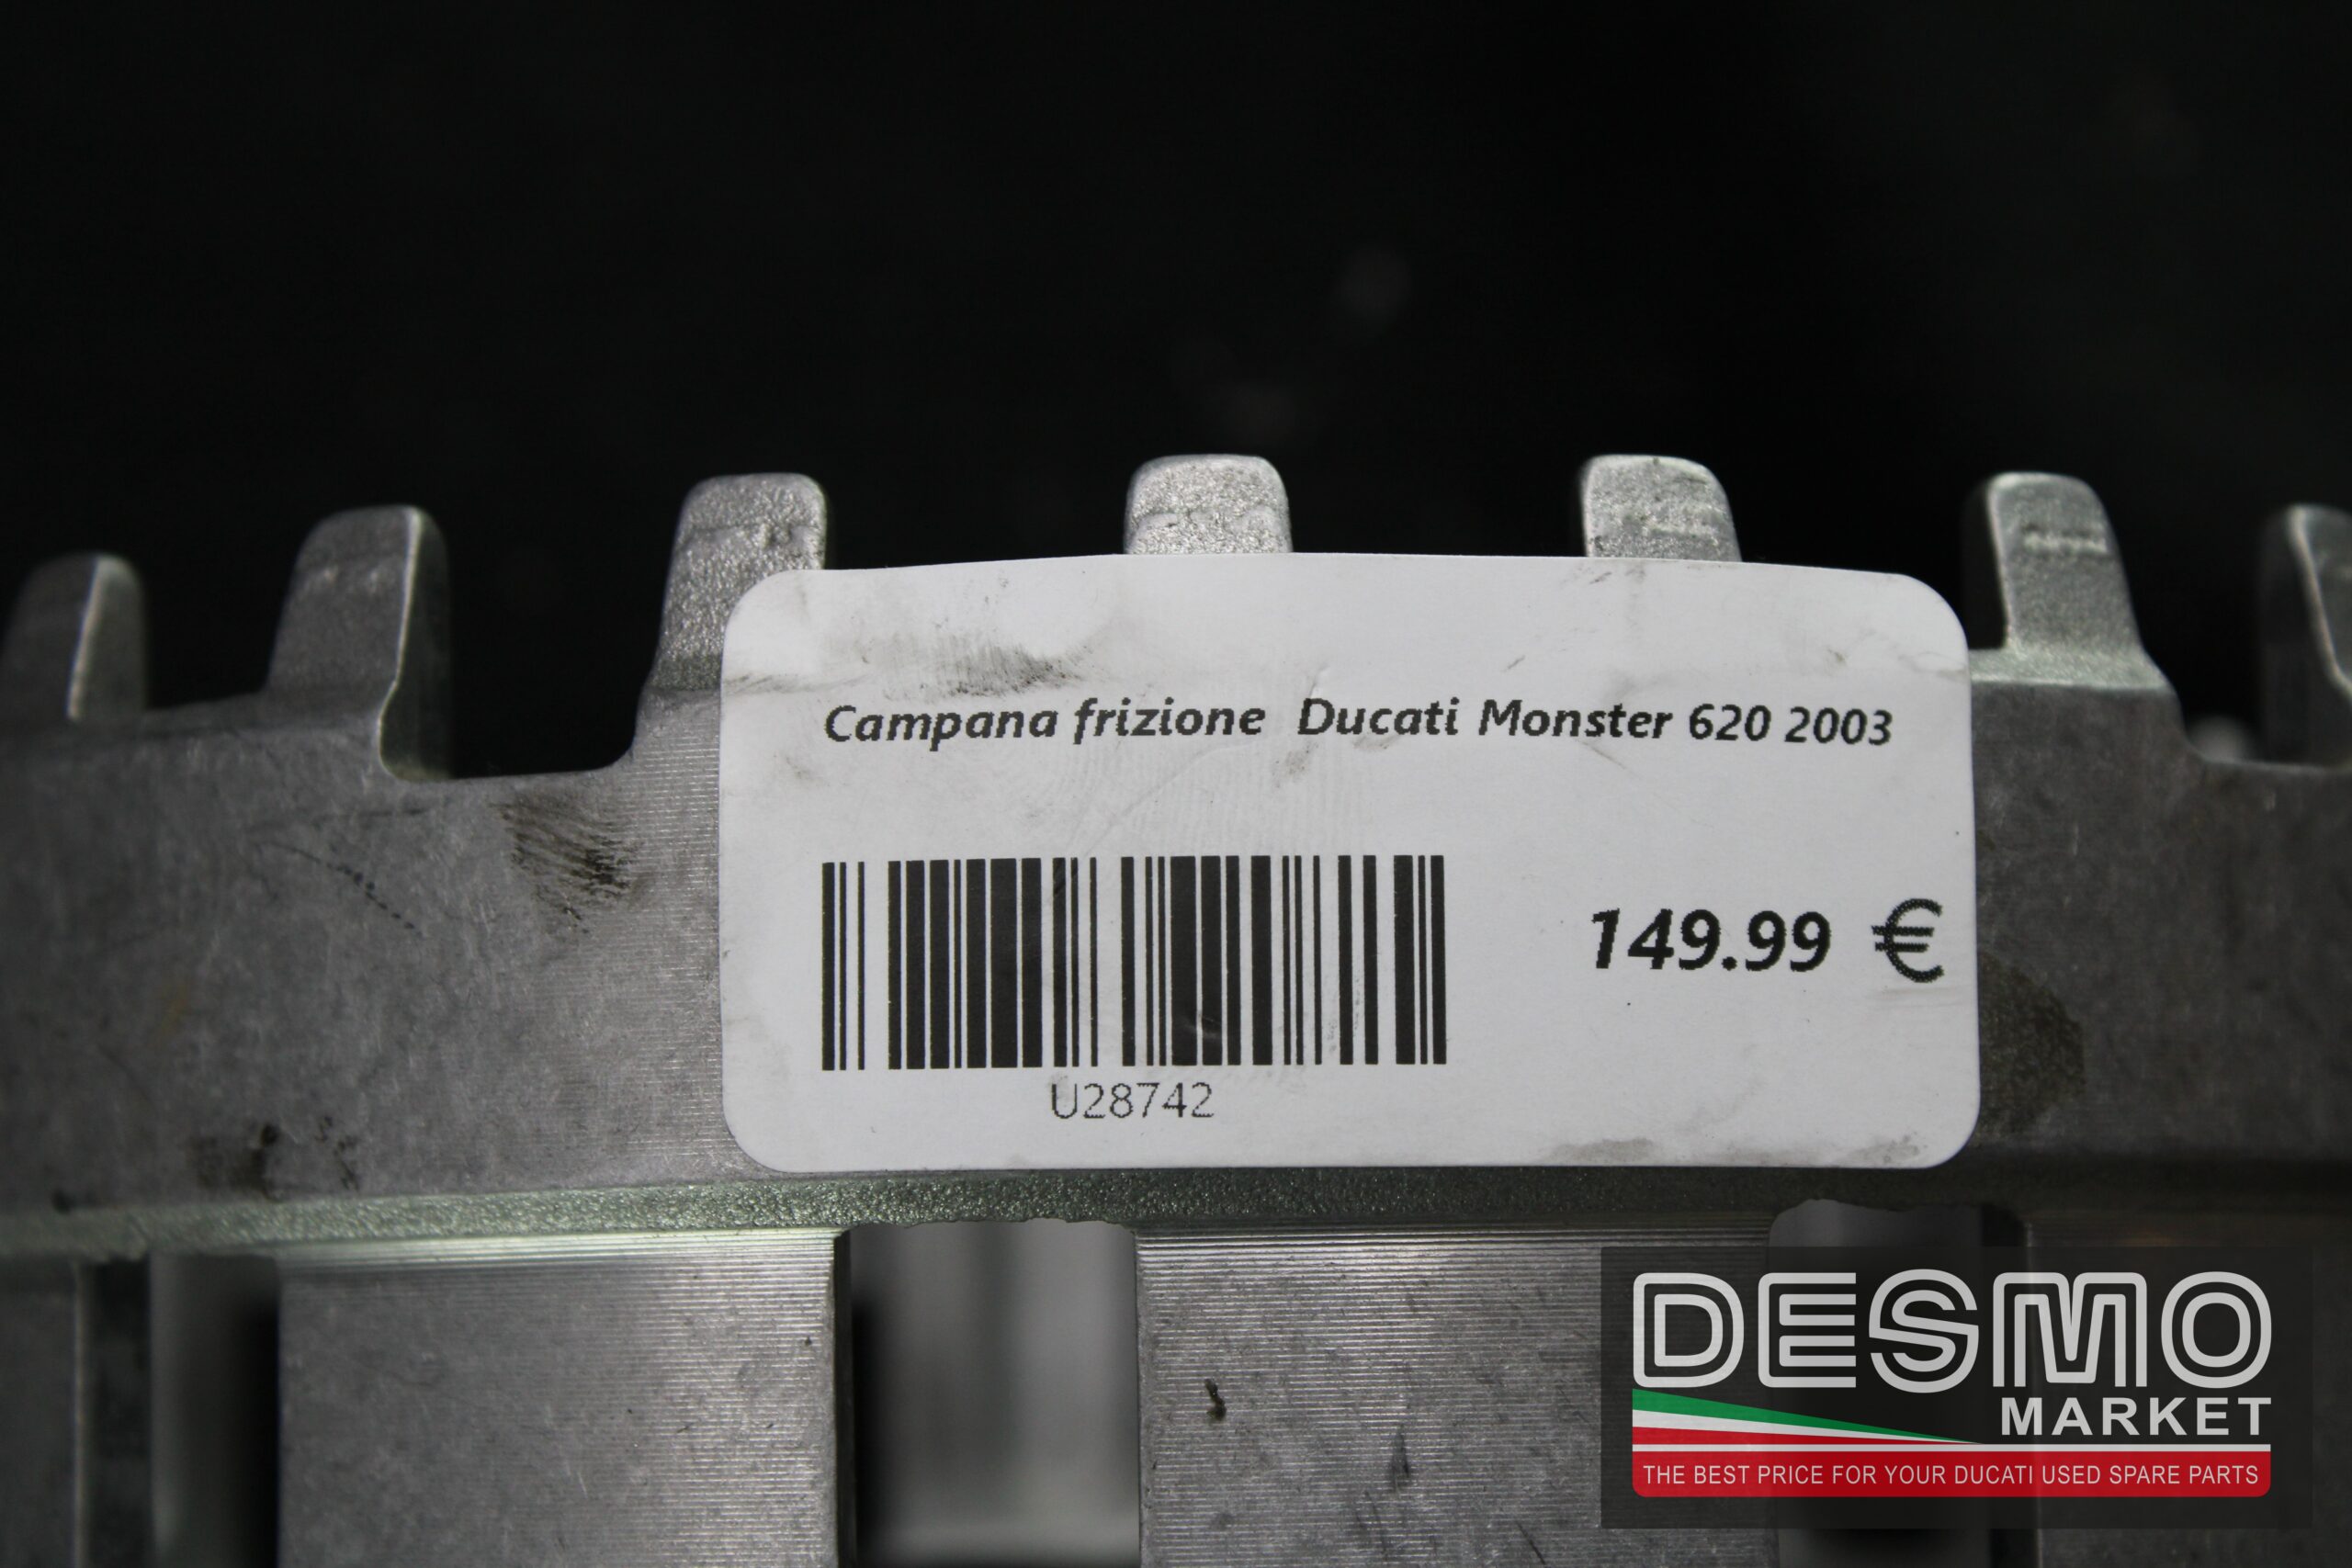 Campana frizione Ducati Monster 620 2003
149.99 €
U28742
DESMO
MARKET
THE BEST PRICE FOR YOUR DUCATI USED SPARE PARTS